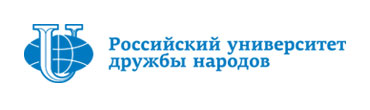 Российский университет
дружбы народов